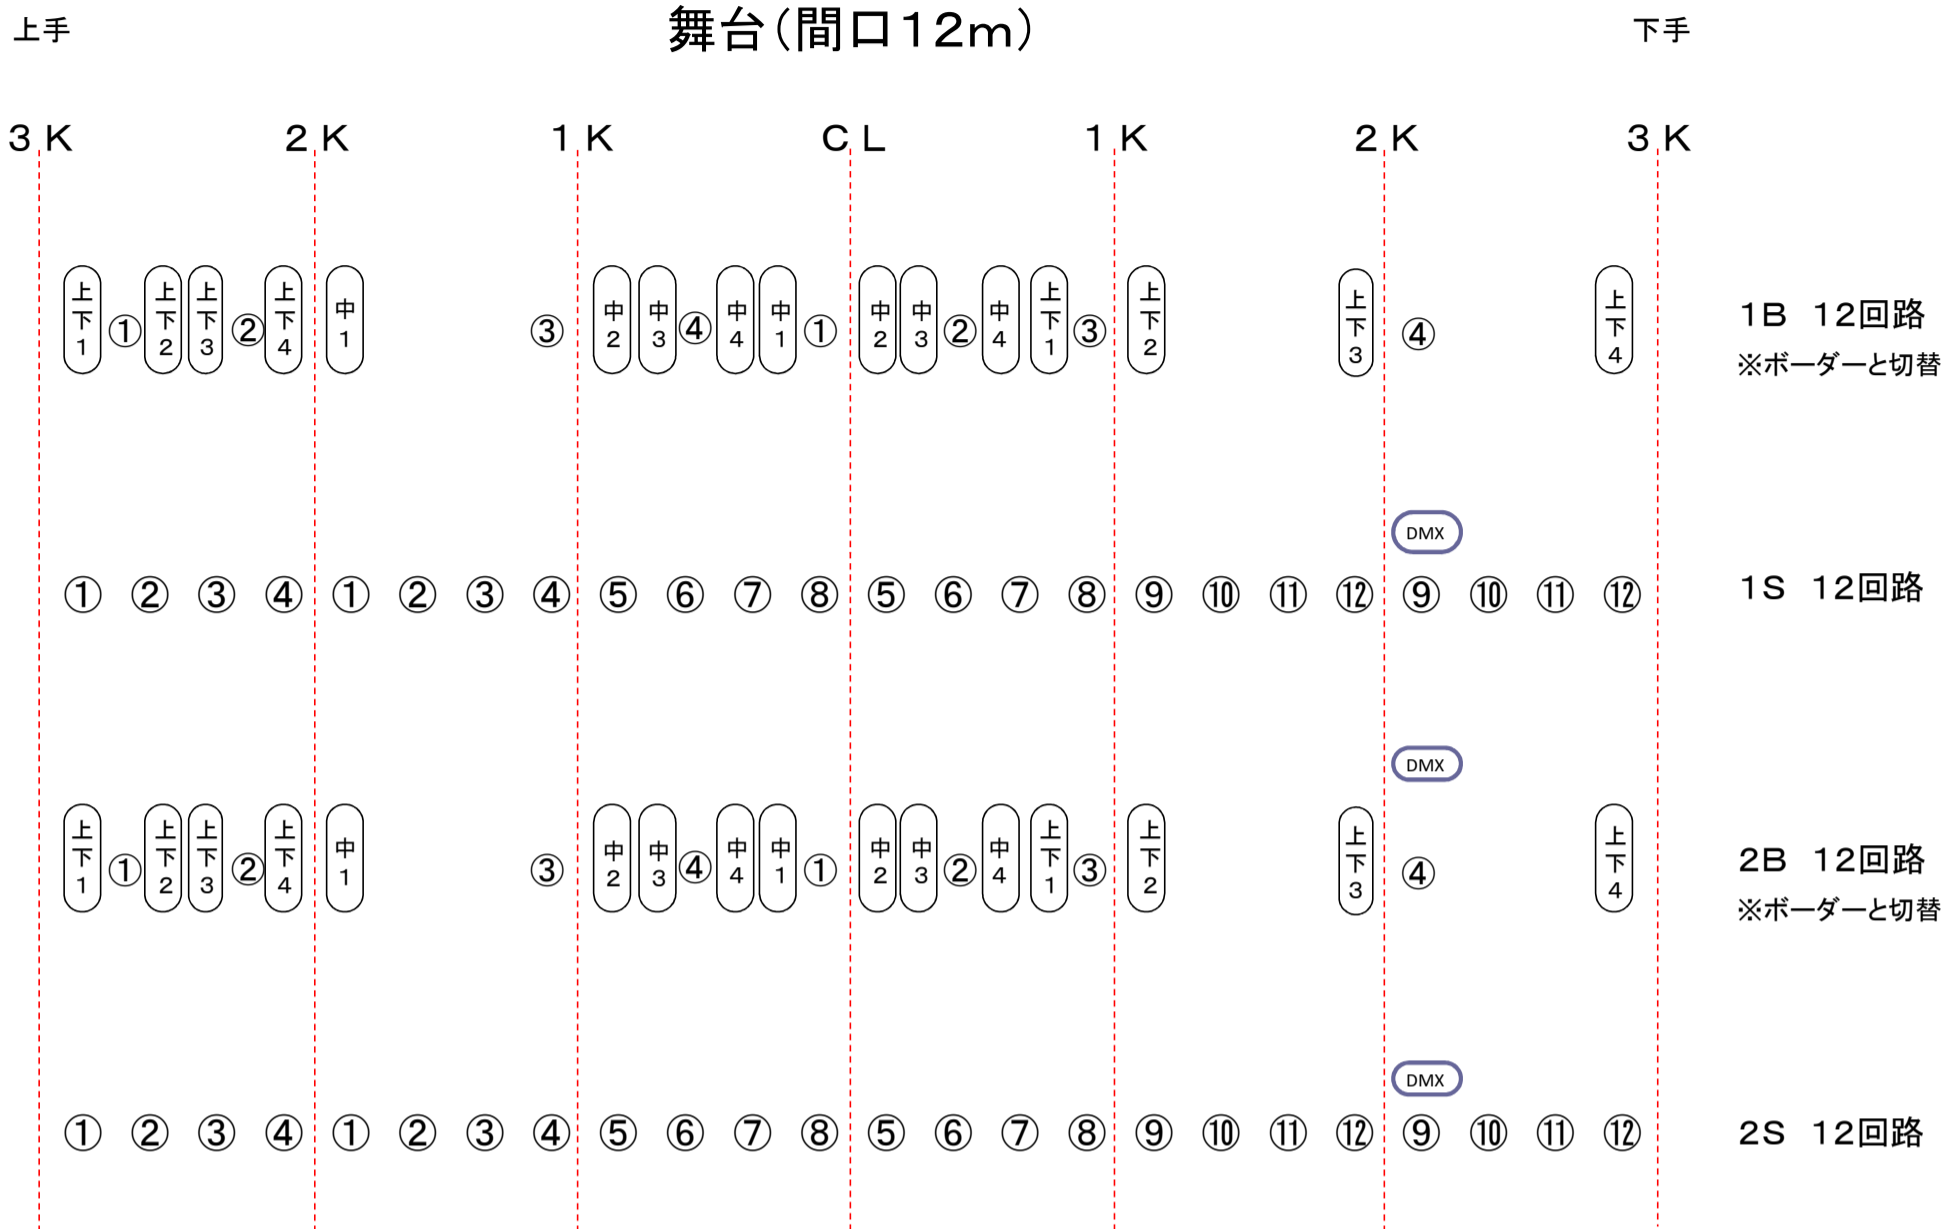 上手 舞台(間口12m) 下手
3K 2K 1K CL 1K 2K 3K
上下1 ① 上下2 上下3 ② 上下4 中1 ③ 中2 中3 ④ 中4 中1 ① 中2 中3 ② 中4 上下1 ③ 上下2 上下3 ④ 上下4 1B 12回路
※ボーダーと切替
DMX
① ② ③ ④ ① ② ③ ④ ⑤ ⑥ ⑦ ⑧ ⑤ ⑥ ⑦ ⑧ ⑨ ⑩ ⑪ ⑫ ⑨ ⑩ ⑪ ⑫ 1S 12回路
DMX
上下1 ① 上下2 上下3 ② 上下4 中1 ③ 中2 中3 ④ 中4 中1 ① 中2 中3 ② 中4 上下1 ③ 上下2 上下3 ④ 上下4 2B 12回路
※ボーダーと切替
DMX
① ② ③ ④ ① ② ③ ④ ⑤ ⑥ ⑦ ⑧ ⑤ ⑥ ⑦ ⑧ ⑨ ⑩ ⑪ ⑫ ⑨ ⑩ ⑪ ⑫ 2S 12回路